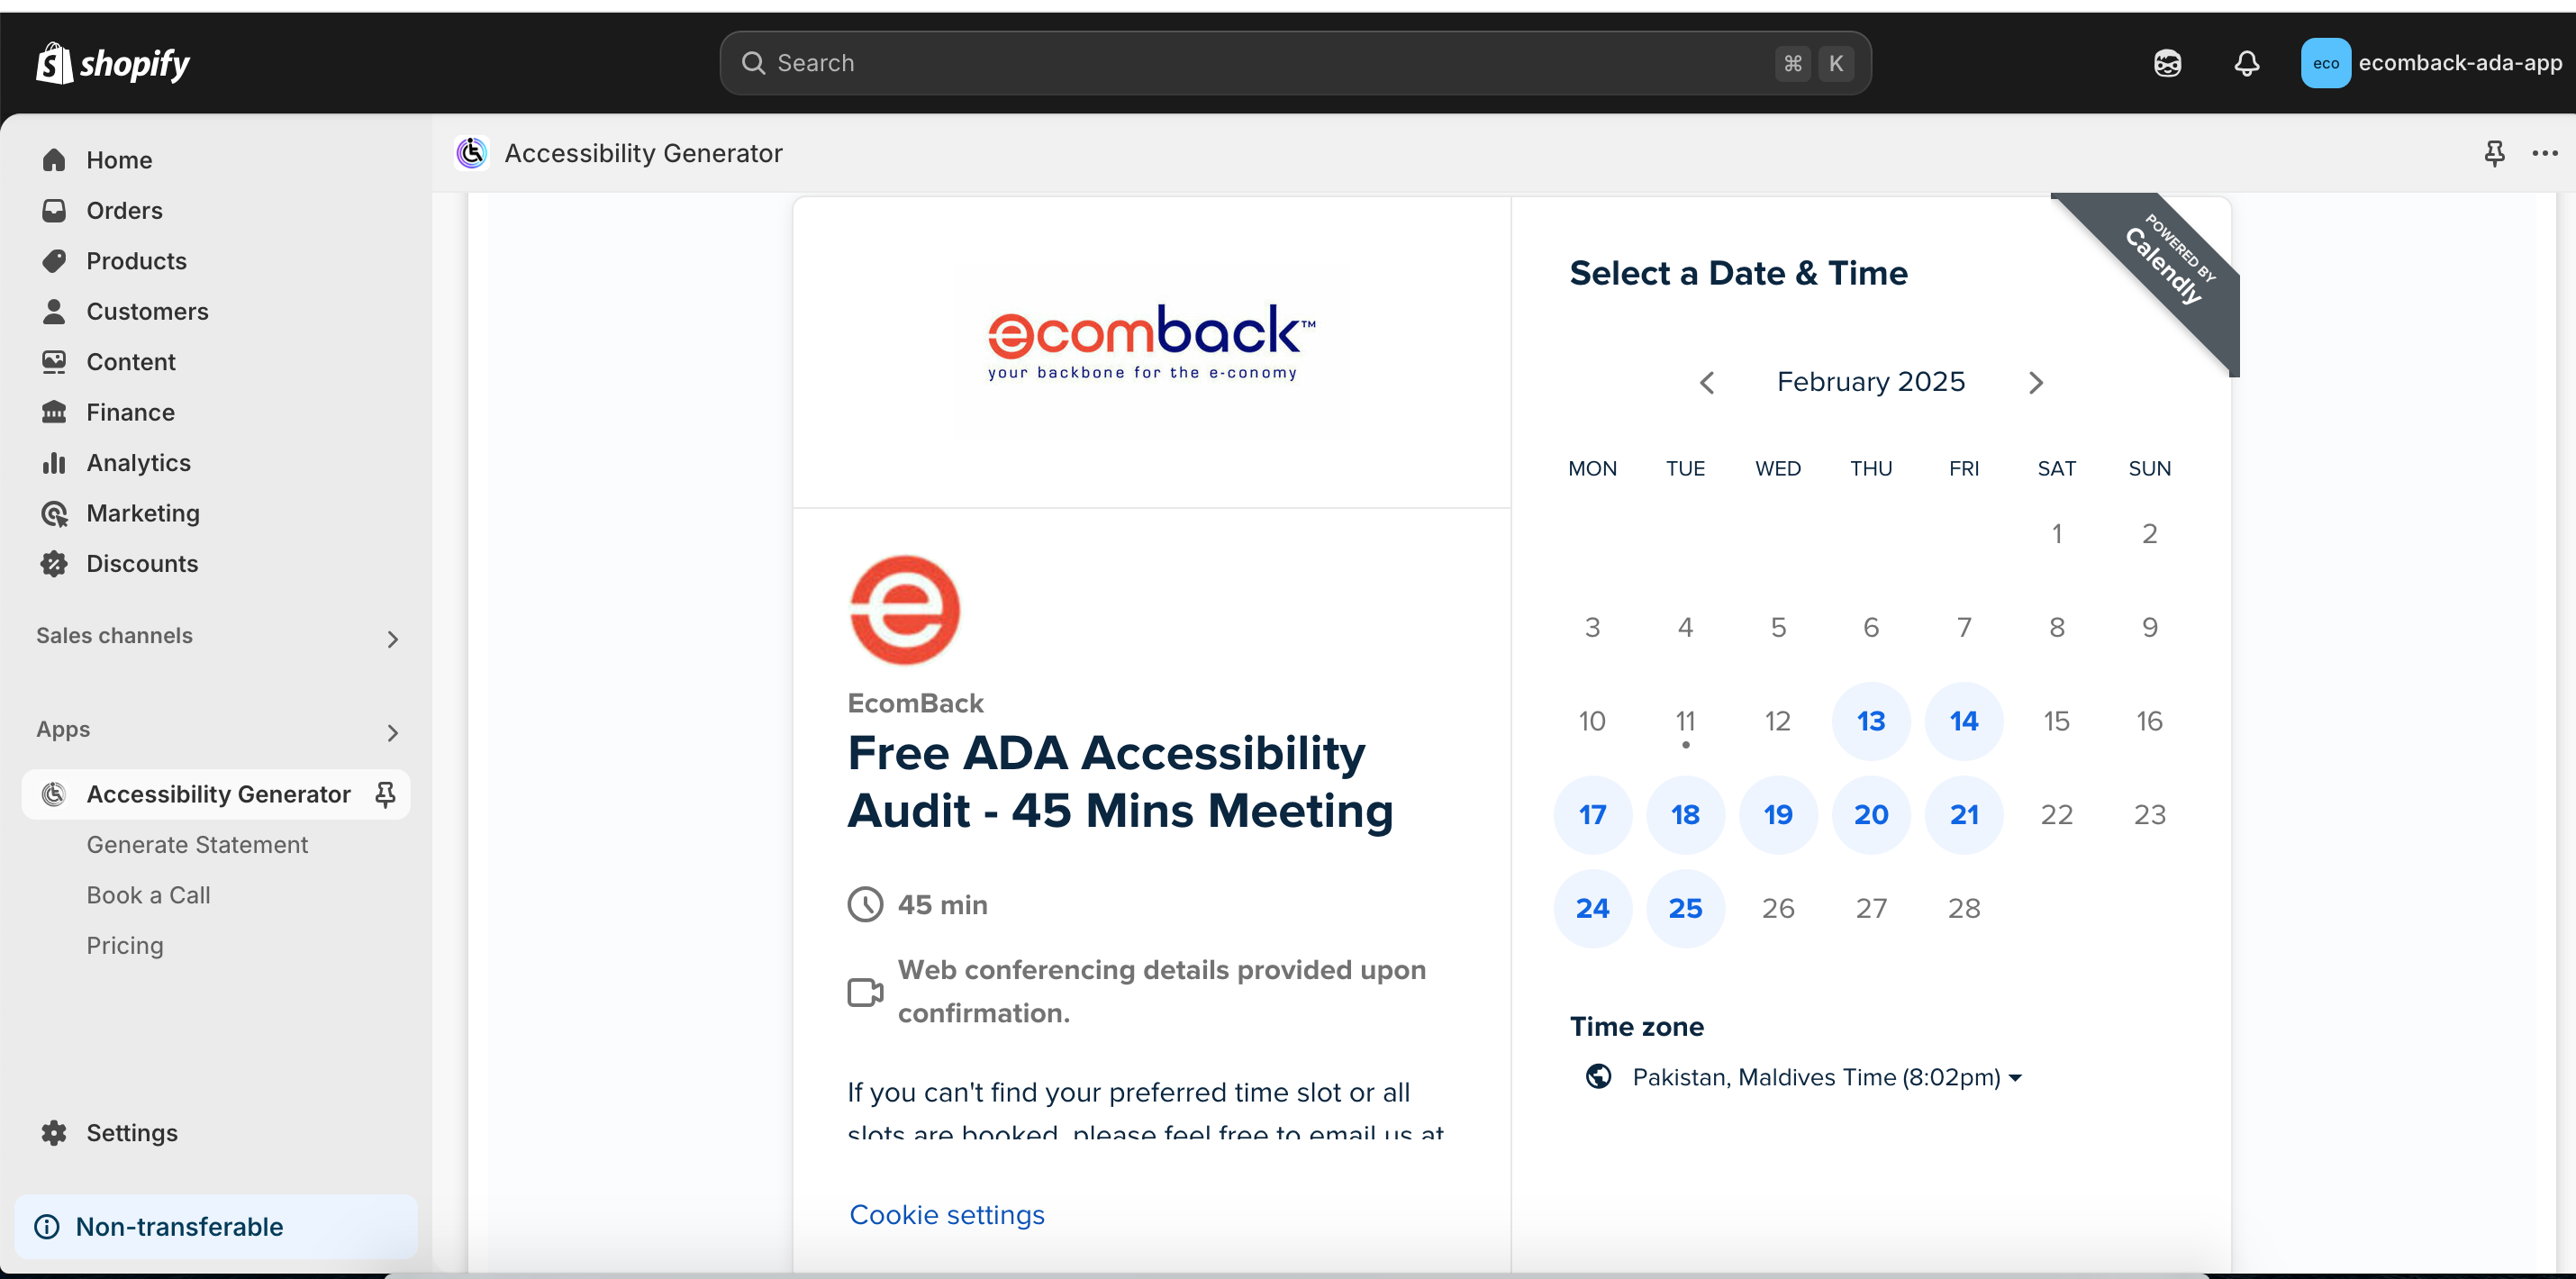 shopify
Search
⌘ K
eco
ecomback-ada-app
Home
Orders
Products
Customers
Content
Finance
Analytics
Marketing
Discounts
Sales channels
Apps
Accessibility Generator
Generate Statement
Book a Call
Pricing
Settings
Non-transferable
Accessibility Generator
ecomback™
your backbone for the e-conomy
EcomBack
Free ADA Accessibility
Audit - 45 Mins Meeting
45 min
Web conferencing details provided upon
confirmation.
If you can't find your preferred time slot or all
slots are booked, please feel free to email us at
Cookie settings
POWERED BY
Calendly
Select a Date & Time
February 2025
MON TUE WED THU FRI SAT SUN
1 2
3 4 5 6 7 8 9
10 11 12 13 14 15 16
17 18 19 20 21 22 23
24 25 26 27 28
Time zone
Pakistan, Maldives Time (8:02pm)